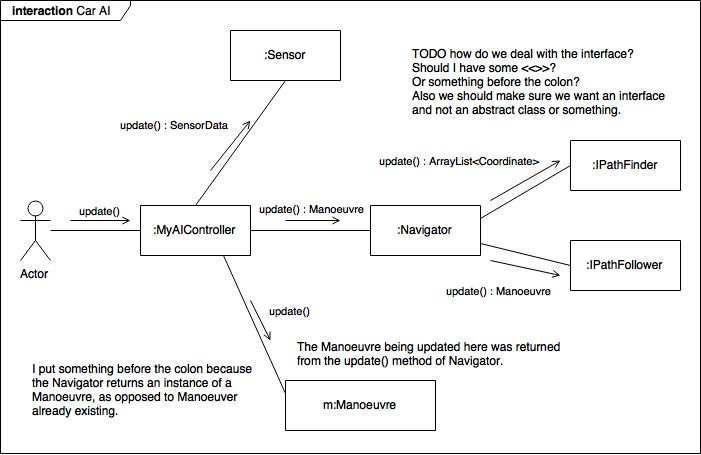 interaction Car AI
:Sensor
TODO how do we deal with the interface?
Should I have some <<>>?
Or something before the colon?
Also we should make sure we want an interface
and not an abstract class or something.
update() : SensorData
update() : ArrayList<Coordinate>
:IPathFinder
update()
update() : Manoeuvre
:MyAIController
:Navigator
Actor
:IPathFollower
update() : Manoeuvre
update()
The Manoeuvre being updated here was returned
from the update() method of Navigator.
I put something before the colon because
the Navigator returns an instance of a
Manoeuvre, as opposed to Manoeuver
already existing.
m:Manoeuvre